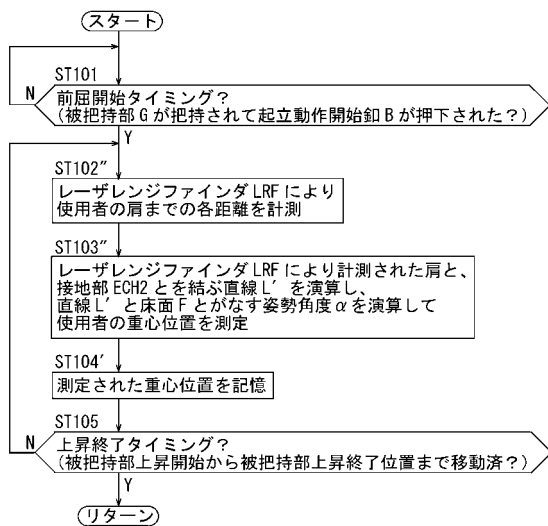 スタート
ST101
N
前屈開始タイミング?
(被把持部Gが把持されて起立動作開始釦Bが押下された?)
Y
ST102"
レーザレンジファインダLRFにより
使用者の肩までの各距離を計測
ST103"
レーザレンジファインダLRFにより計測された肩と、
接地部ECH2とを結ぶ直線L'を演算し、
直線L'と床面Fとがなす姿勢角度αを演算して
使用者の重心位置を測定
ST104'
測定された重心位置を記憶
ST105
N
上昇終了タイミング?
(被把持部上昇開始から被把持部上昇終了位置まで移動済?)
Y
リターン